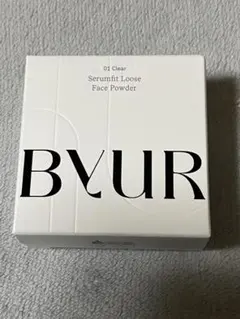 01 Clear
Serumfit Loose
Face Powder
BYUR